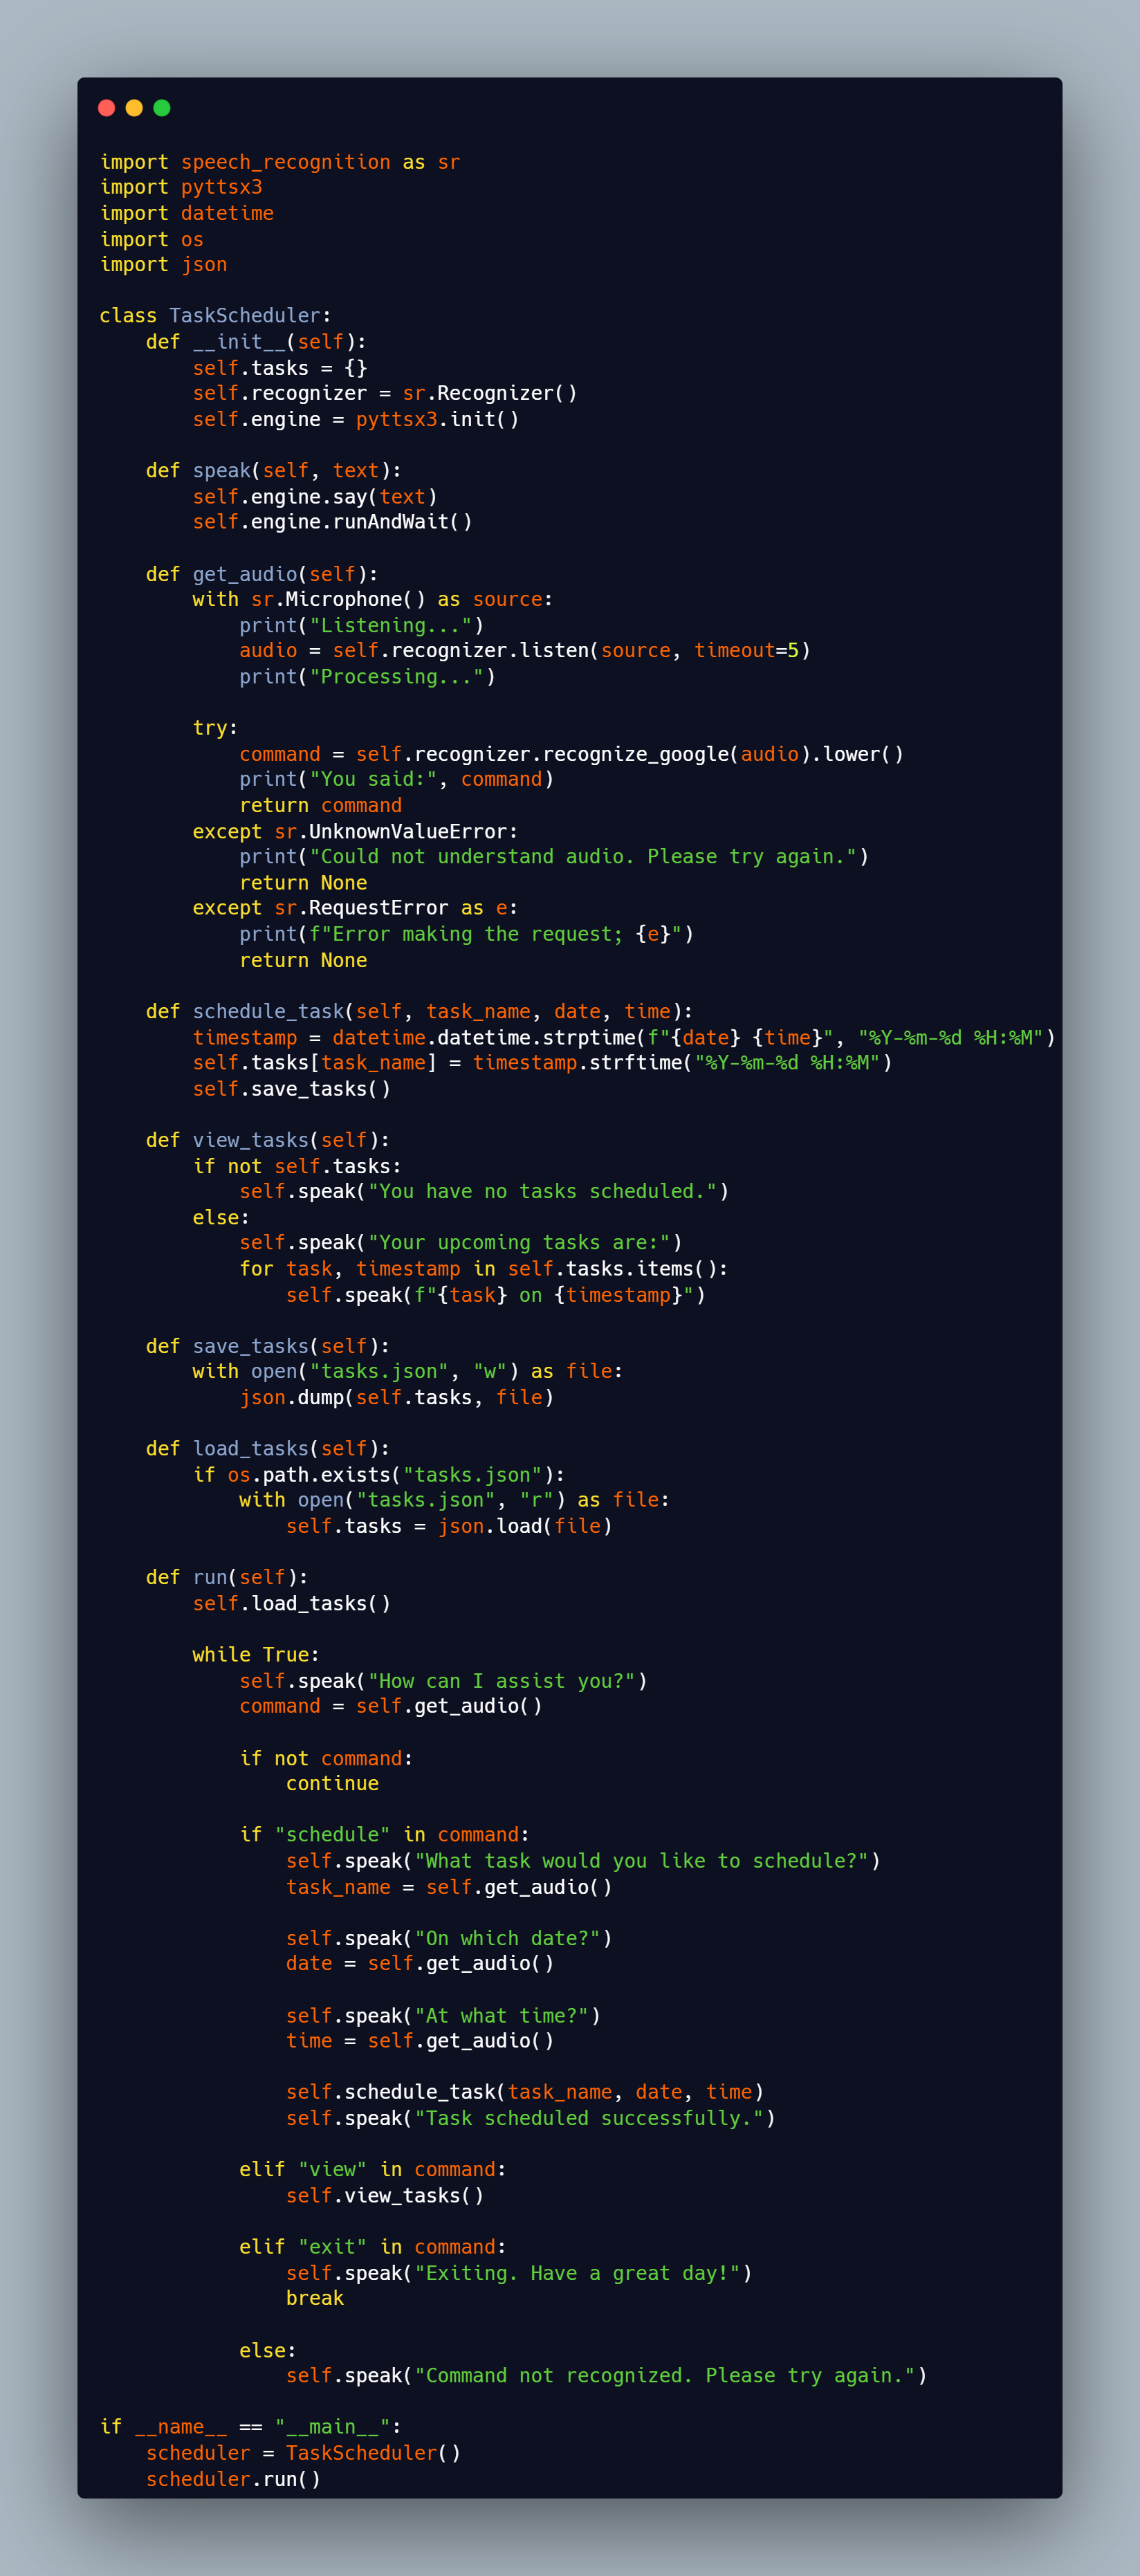 import speech_recognition as sr
import pyttsx3
import datetime
import os
import json

class TaskScheduler:
    def __init__(self):
        self.tasks = {}
        self.recognizer = sr.Recognizer()
        self.engine = pyttsx3.init()

    def speak(self, text):
        self.engine.say(text)
        self.engine.runAndWait()

    def get_audio(self):
        with sr.Microphone() as source:
            print("Listening...")
            audio = self.recognizer.listen(source, timeout=5)
            print("Processing...")

        try:
            command = self.recognizer.recognize_google(audio).lower()
            print("You said:", command)
            return command
        except sr.UnknownValueError:
            print("Could not understand audio. Please try again.")
            return None
        except sr.RequestError as e:
            print(f"Error making the request; {e}")
            return None

    def schedule_task(self, task_name, date, time):
        timestamp = datetime.datetime.strptime(f"{date} {time}", "%Y-%m-%d %H:%M")
        self.tasks[task_name] = timestamp.strftime("%Y-%m-%d %H:%M")
        self.save_tasks()

    def view_tasks(self):
        if not self.tasks:
            self.speak("You have no tasks scheduled.")
        else:
            self.speak("Your upcoming tasks are:")
            for task, timestamp in self.tasks.items():
                self.speak(f"{task} on {timestamp}")

    def save_tasks(self):
        with open("tasks.json", "w") as file:
            json.dump(self.tasks, file)

    def load_tasks(self):
        if os.path.exists("tasks.json"):
            with open("tasks.json", "r") as file:
                self.tasks = json.load(file)

    def run(self):
        self.load_tasks()

        while True:
            self.speak("How can I assist you?")
            command = self.get_audio()

            if not command:
                continue

            if "schedule" in command:
                self.speak("What task would you like to schedule?")
                task_name = self.get_audio()

                self.speak("On which date?")
                date = self.get_audio()

                self.speak("At what time?")
                time = self.get_audio()

                self.schedule_task(task_name, date, time)
                self.speak("Task scheduled successfully.")

            elif "view" in command:
                self.view_tasks()

            elif "exit" in command:
                self.speak("Exiting. Have a great day!")
                break

            else:
                self.speak("Command not recognized. Please try again.")

if __name__ == "__main__":
    scheduler = TaskScheduler()
    scheduler.run()